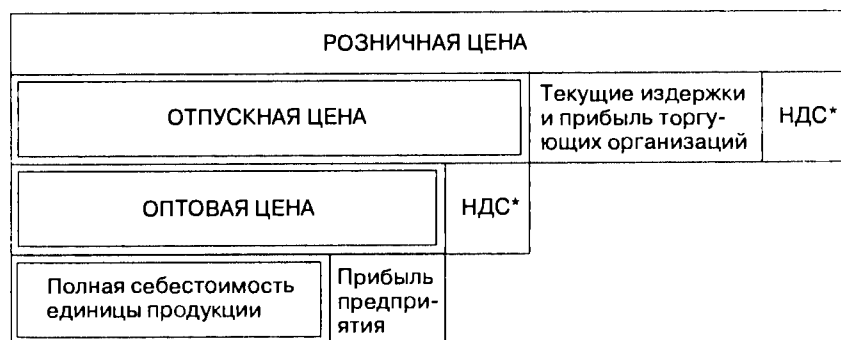 РОЗНИЧНАЯ ЦЕНА
ОТПУСКНАЯ ЦЕНА
Текущие издержки
и прибыль торгу-
ющих организаций
НДС*
ОПТОВАЯ ЦЕНА
НДС*
Полная себестоимость
единицы продукции
Прибыль
предпри-
ятия